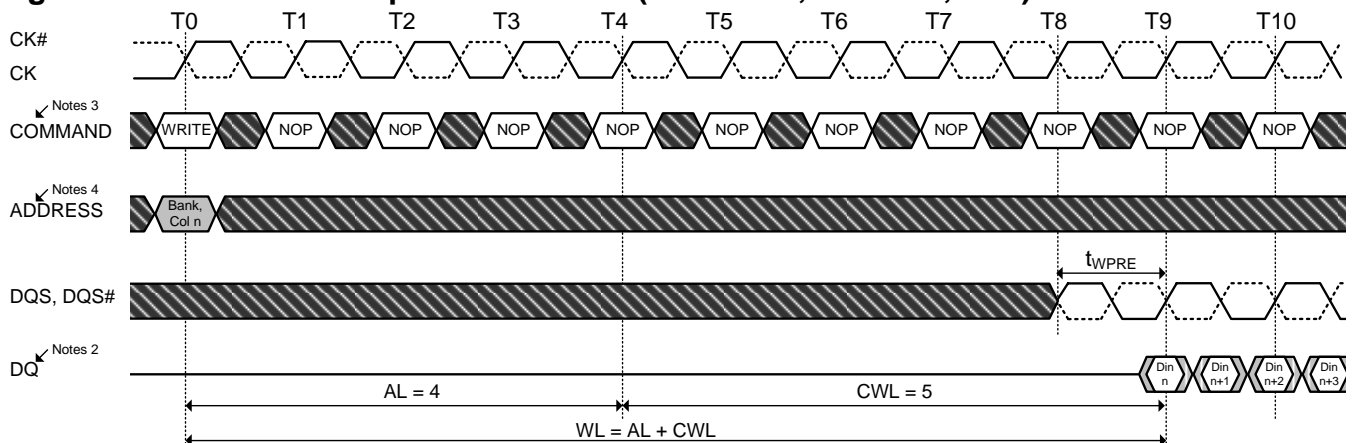 T0 T1 T2 T3 T4 T5 T6 T7 T8 T9 T10
CK#
CK
Notes 3
COMMAND WRITE NOP NOP NOP NOP NOP NOP NOP NOP NOP NOP
Notes 4
ADDRESS
Bank,
Col n
tWPRE
DQS, DQS#
Notes 2
DQ
Din
n
Din
n+1
Din
n+2
Din
n+3
AL = 4
CWL = 5
WL = AL + CWL